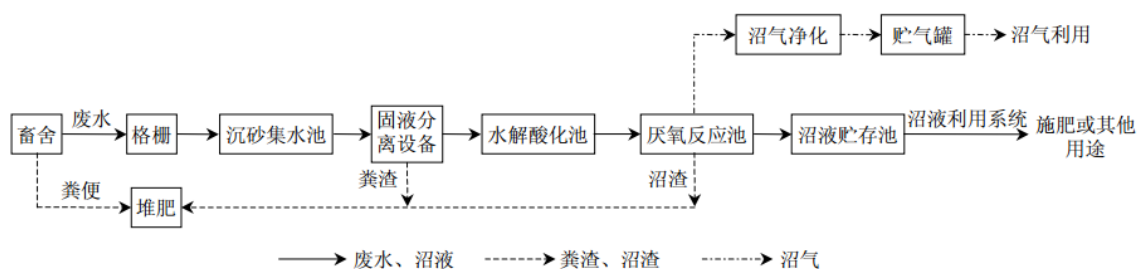 沼气净化
贮气罐
沼气利用
畜舍
废水
格栅
沉砂集水池
固液分
离设备
水解酸化池
厌氧反应池
沼液贮存池
沼液利用系统
施肥或其他
用途
粪便
堆肥
粪渣
沼渣
废水、沼液
粪渣、沼渣
沼气